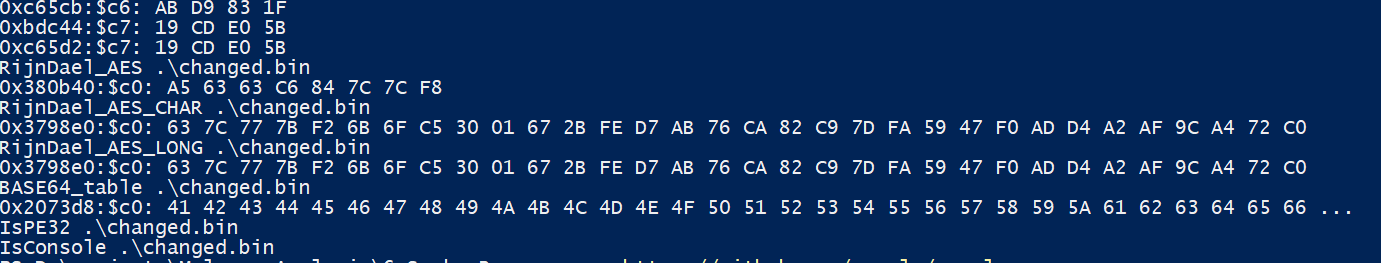 0xc65cb:$c6: AB D9 83 1F
0xbdc44:$c7: 19 CD E0 5B
0xc65d2:$c7: 19 CD E0 5B
RijnDael_AES .\changed.bin
0x380b40:$c0: A5 63 63 C6 84 7C 7C F8
RijnDael_AES_CHAR .\changed.bin
0x3798e0:$c0: 63 7C 77 7B F2 6B 6F C5 30 01 67 2B FE D7 AB 76 CA 82 C9 7D FA 59 47 F0 AD D4 A2 AF 9C A4 72 C0
RijnDael_AES_LONG .\changed.bin
0x3798e0:$c0: 63 7C 77 7B F2 6B 6F C5 30 01 67 2B FE D7 AB 76 CA 82 C9 7D FA 59 47 F0 AD D4 A2 AF 9C A4 72 C0
BASE64_table .\changed.bin
0x2073d8:$c0: 41 42 43 44 45 46 47 48 49 4A 4B 4C 4D 4E 4F 50 51 52 53 54 55 56 57 58 59 5A 61 62 63 64 65 66 ...
IsPE32 .\changed.bin
IsConsole .\changed.bin